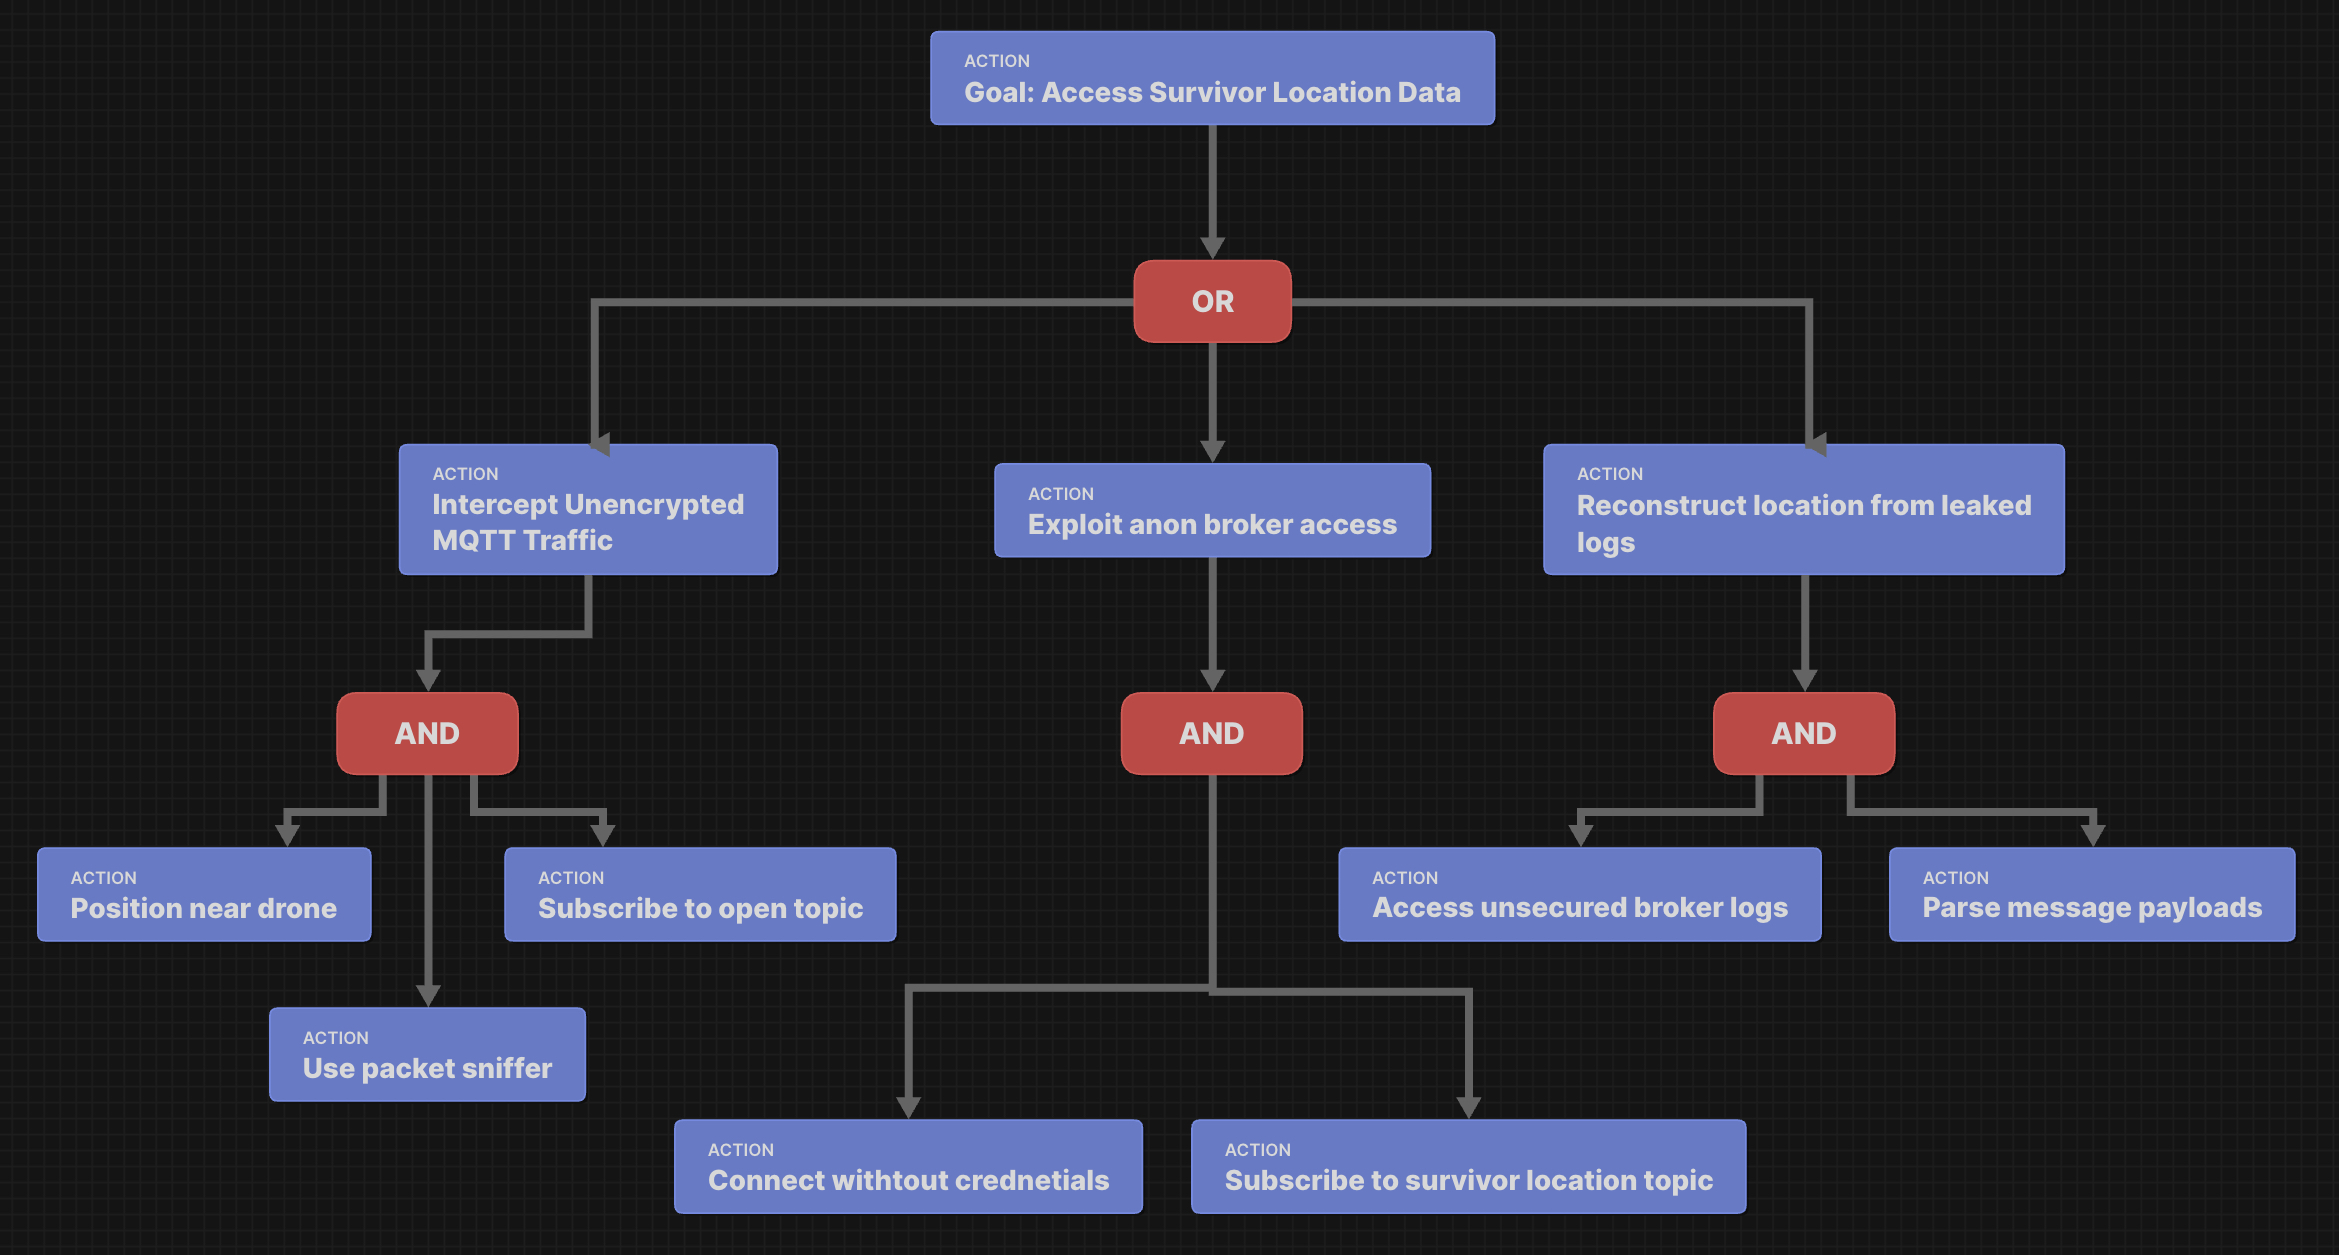 ACTION
Goal: Access Survivor Location Data
OR
ACTION
Intercept Unencrypted
MQTT Traffic
ACTION
Exploit anon broker access
ACTION
Reconstruct location from leaked
logs
AND
AND
AND
ACTION
Position near drone
ACTION
Subscribe to open topic
ACTION
Access unsecured broker logs
ACTION
Parse message payloads
ACTION
Use packet sniffer
ACTION
Connect withtout crednetials
ACTION
Subscribe to survivor location topic